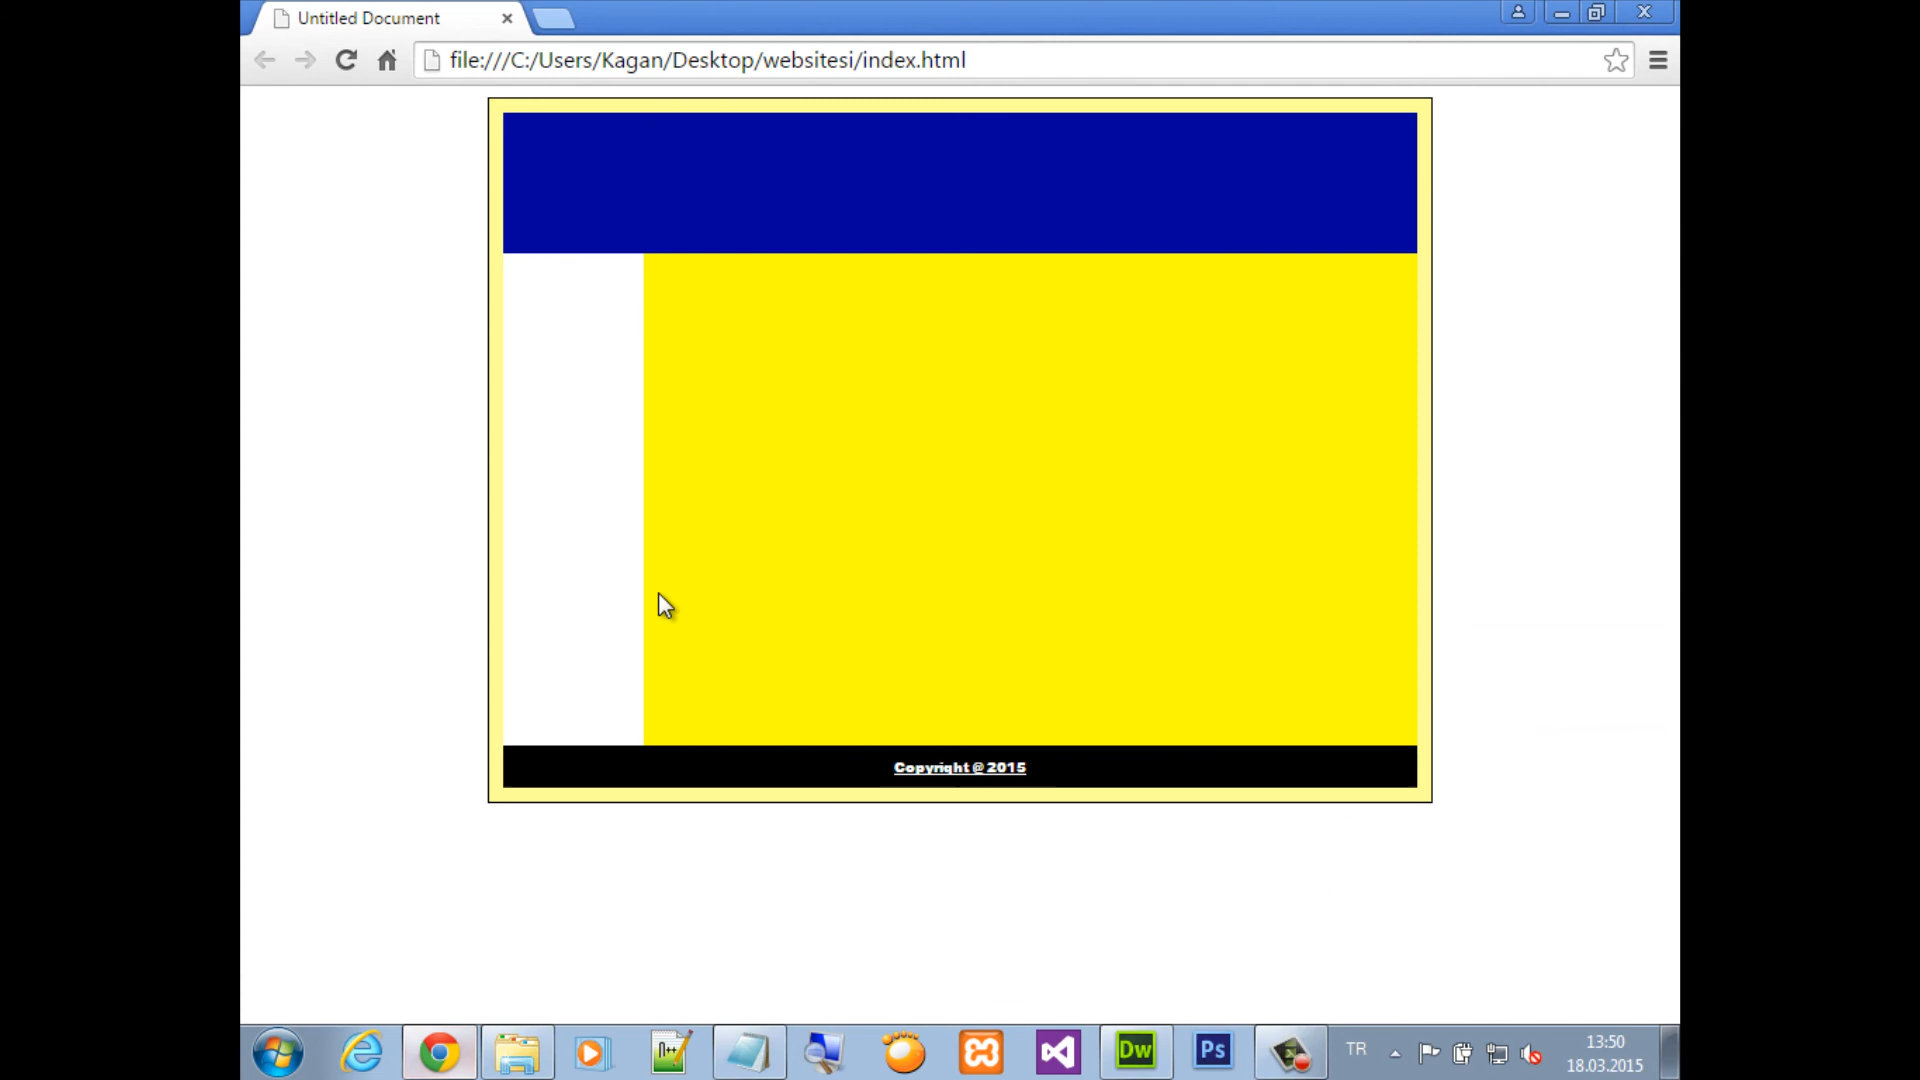 Untitled Document
file:///C:/Users/Kagan/Desktop/websitesi/index.html
Copyright @ 2015
n++
Dw
Ps
TR
13:50
18.03.2015